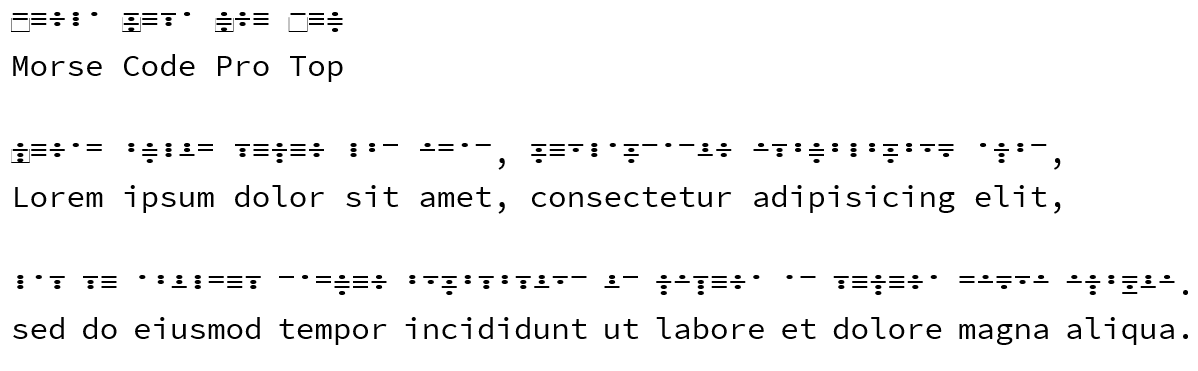 Morse Code Pro Top
Lorem ipsum dolor sit amet, consectetur adipisicing elit,
sed do eiusmod tempor incididunt ut labore et dolore magna aliqua.